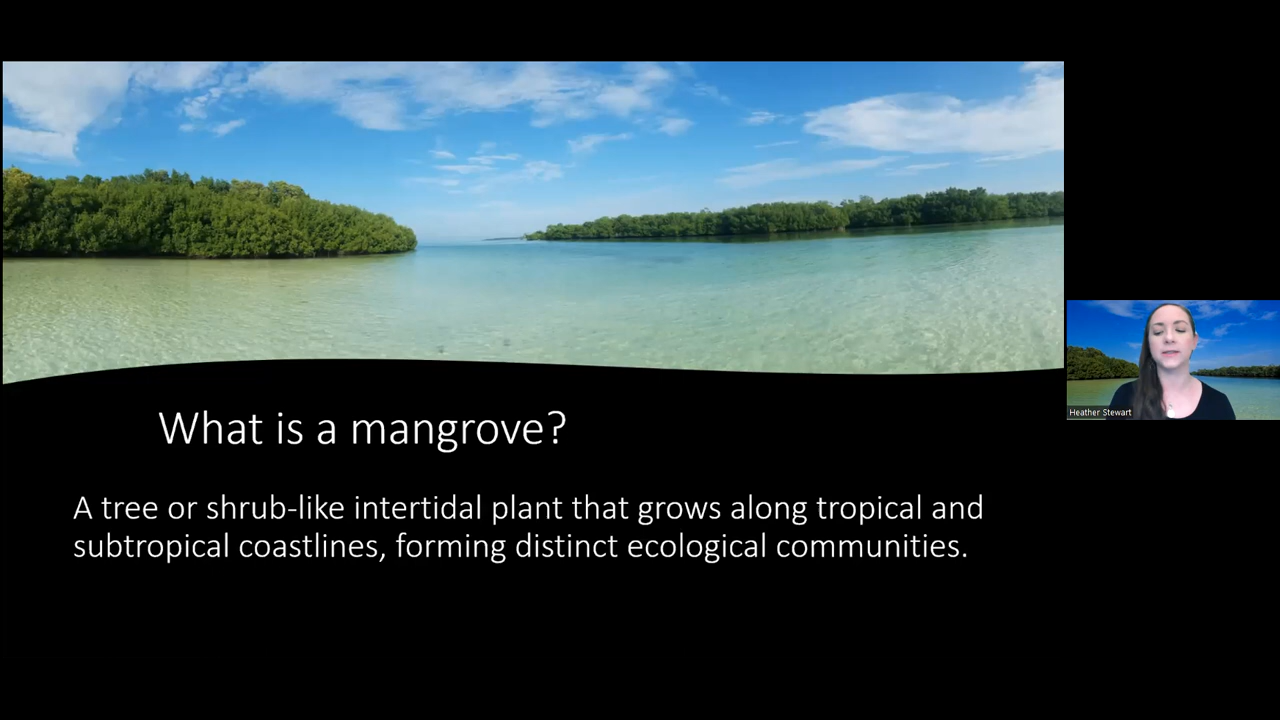 What is a mangrove?
A tree or shrub-like intertidal plant that grows along tropical and
subtropical coastlines, forming distinct ecological communities.
Heather Stewart